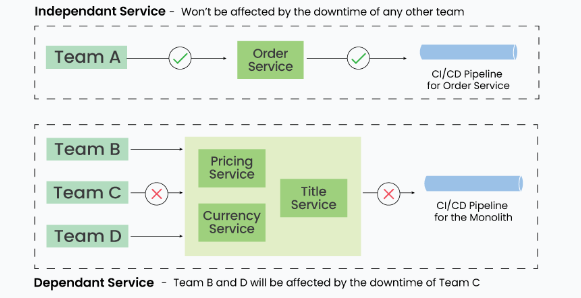 Independant Service - Won't be affected by the downtime of any other team
Team A
Order
Service
CI/CD Pipeline
for Order Service
Team B
Team C
Team D
Pricing
Service
Currency
Service
Title
Service
CI/CD Pipeline
for the Monolith
Dependant Service - Team B and D will be affected by the downtime of Team C